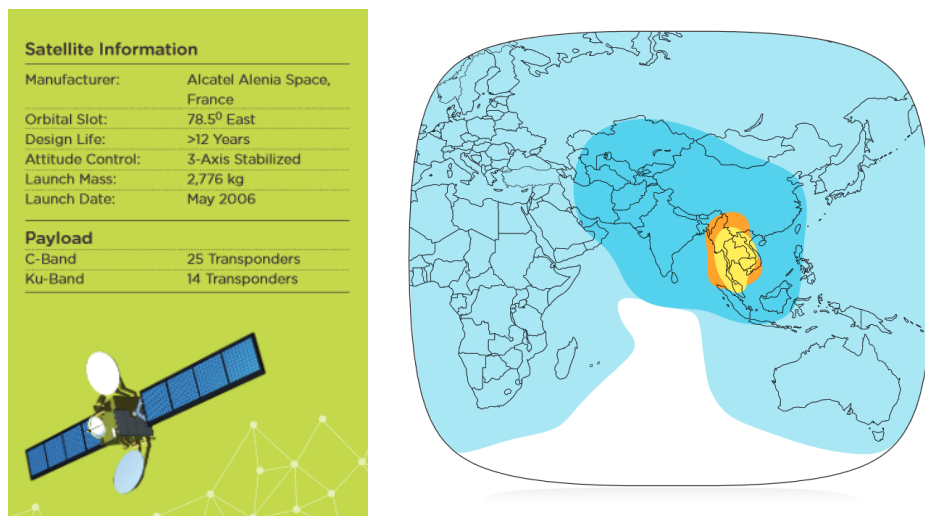 Satellite Information
Manufacturer: Alcatel Alenia Space,
France
Orbital Slot: 78.5⁰ East
Design Life: >12 Years
Attitude Control: 3-Axis Stabilized
Launch Mass: 2,776 kg
Launch Date: May 2006
Payload
C-Band 25 Transponders
Ku-Band 14 Transponders